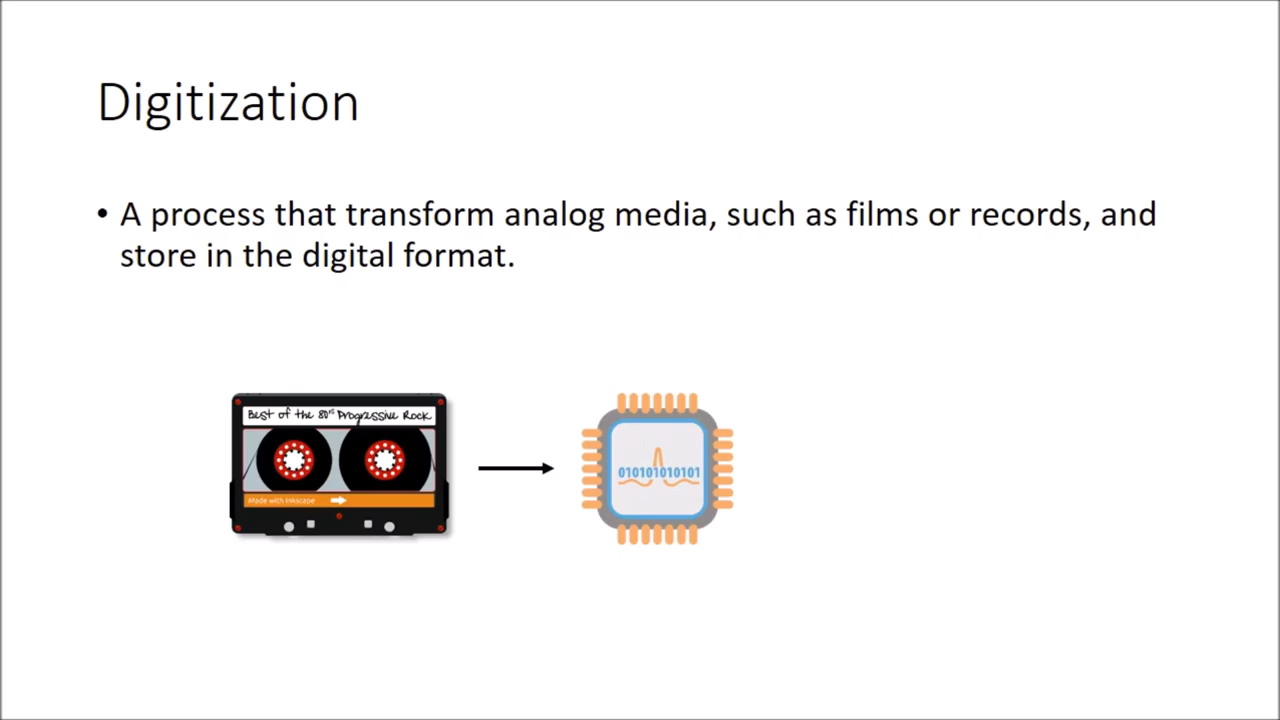 Digitization
• A process that transform analog media, such as films or records, and
store in the digital format.
Best of the 80's Progressive Rock
Made with Inkscape
010101010101